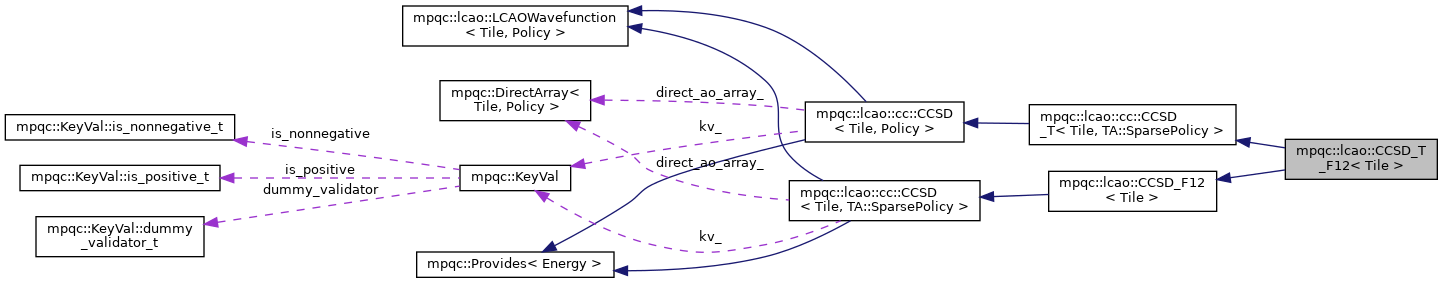 mpqc::lcao::LCAOWavefunction
< Tile, Policy >
mpqc::DirectArray<
Tile, Policy >
direct_ao_array_
mpqc::lcao::cc::CCSD
< Tile, Policy >
mpqc::lcao::cc::CCSD
_T< Tile, TA::SparsePolicy >
mpqc::KeyVal::is_nonnegative_t
is_nonnegative
kv_
mpqc::lcao::CCSD_T
_F12< Tile >
direct_ao_array_
mpqc::KeyVal::is_positive_t
is_positive
mpqc::KeyVal
dummy_validator
mpqc::lcao::cc::CCSD
< Tile, TA::SparsePolicy >
mpqc::lcao::CCSD_F12
< Tile >
mpqc::KeyVal::dummy
_validator_t
kv_
mpqc::Provides< Energy >